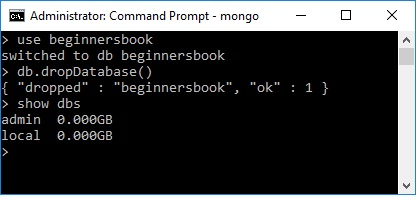 Administrator: Command Prompt - mongo
> use beginnersbook
switched to db beginnersbook
> db.dropDatabase()
{ "dropped" : "beginnersbook", "ok" : 1 }
> show dbs
admin  0.000GB
local  0.000GB
>